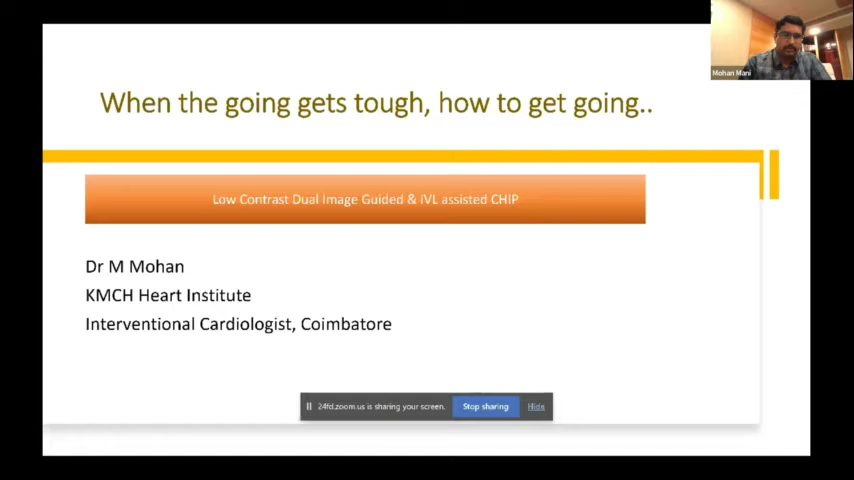 Mohan Mani
When the going gets tough, how to get going..
Low Contrast Dual Image Guided & IVL assisted CHIP
Dr M Mohan
KMCH Heart Institute
Interventional Cardiologist, Coimbatore
24fd.zoom.us is sharing your screen. Stop sharing Hide